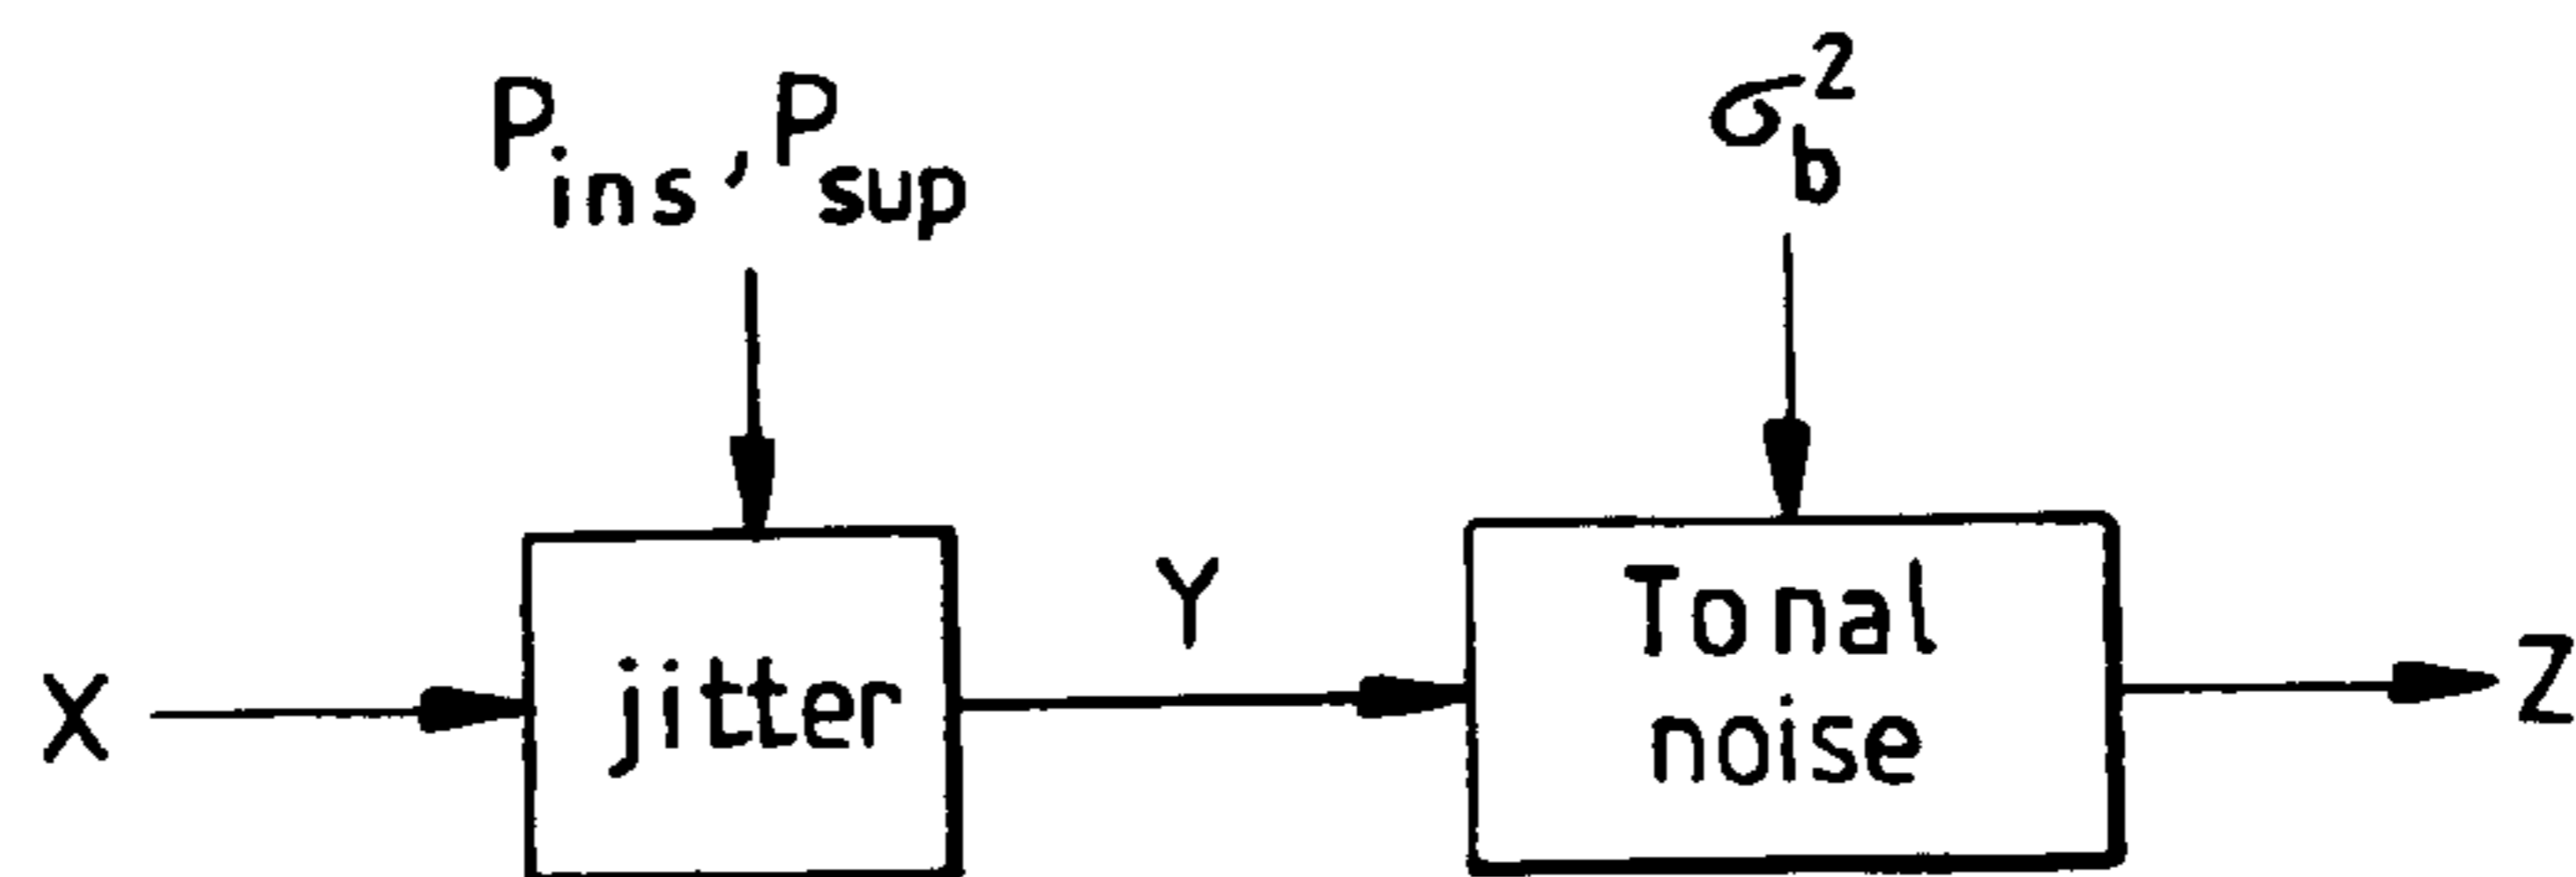 P_ins, P_sup
σ_b^2
X
jitter
Y
Tonal
noise
Z